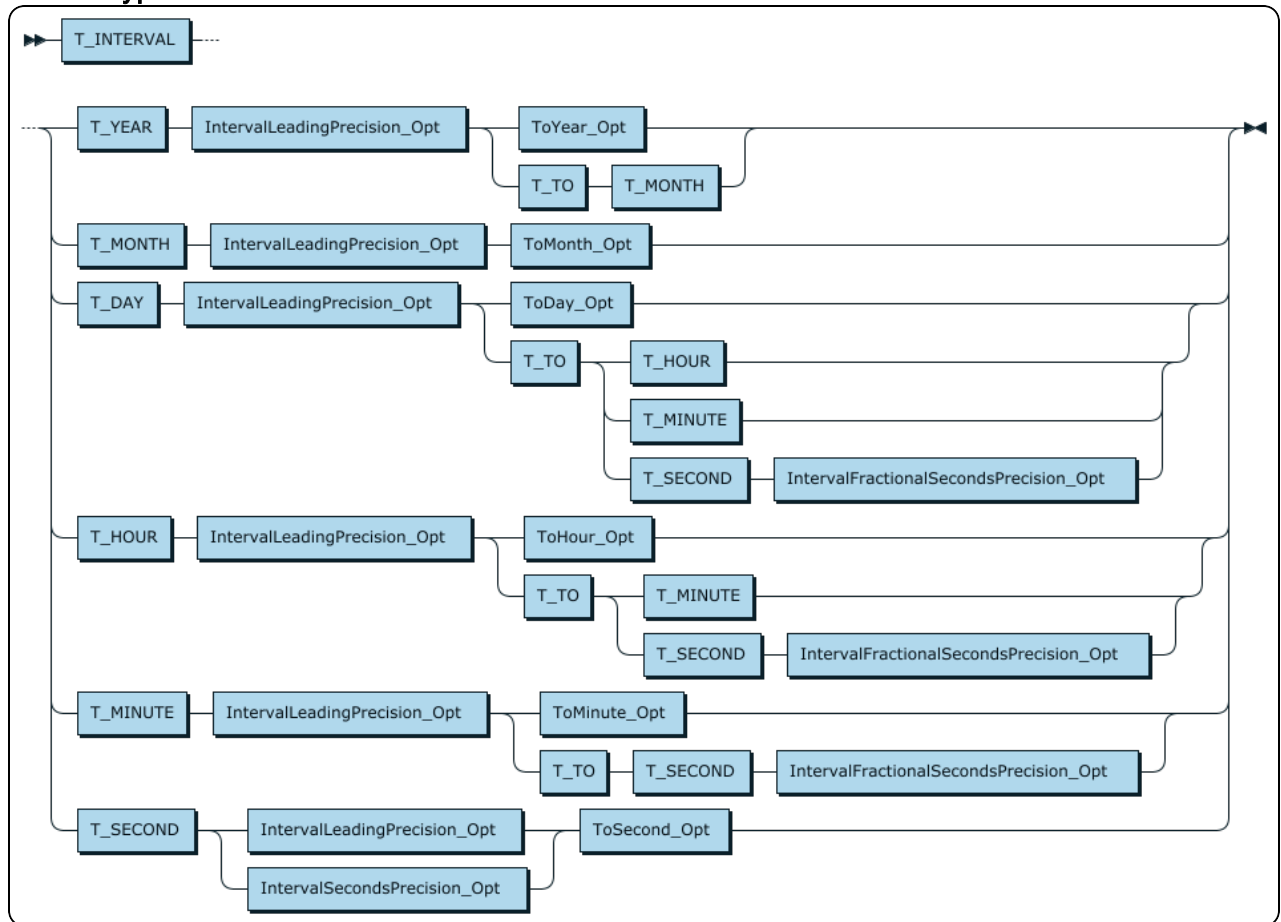 T_INTERVAL
T_YEAR IntervalLeadingPrecision_Opt ToYear_Opt
T_TO T_MONTH
T_MONTH IntervalLeadingPrecision_Opt ToMonth_Opt
T_DAY IntervalLeadingPrecision_Opt ToDay_Opt
T_TO T_HOUR
T_MINUTE
T_SECOND IntervalFractionalSecondsPrecision_Opt
T_HOUR IntervalLeadingPrecision_Opt ToHour_Opt
T_TO T_MINUTE
T_SECOND IntervalFractionalSecondsPrecision_Opt
T_MINUTE IntervalLeadingPrecision_Opt ToMinute_Opt
T_TO T_SECOND IntervalFractionalSecondsPrecision_Opt
T_SECOND IntervalLeadingPrecision_Opt ToSecond_Opt
IntervalSecondsPrecision_Opt